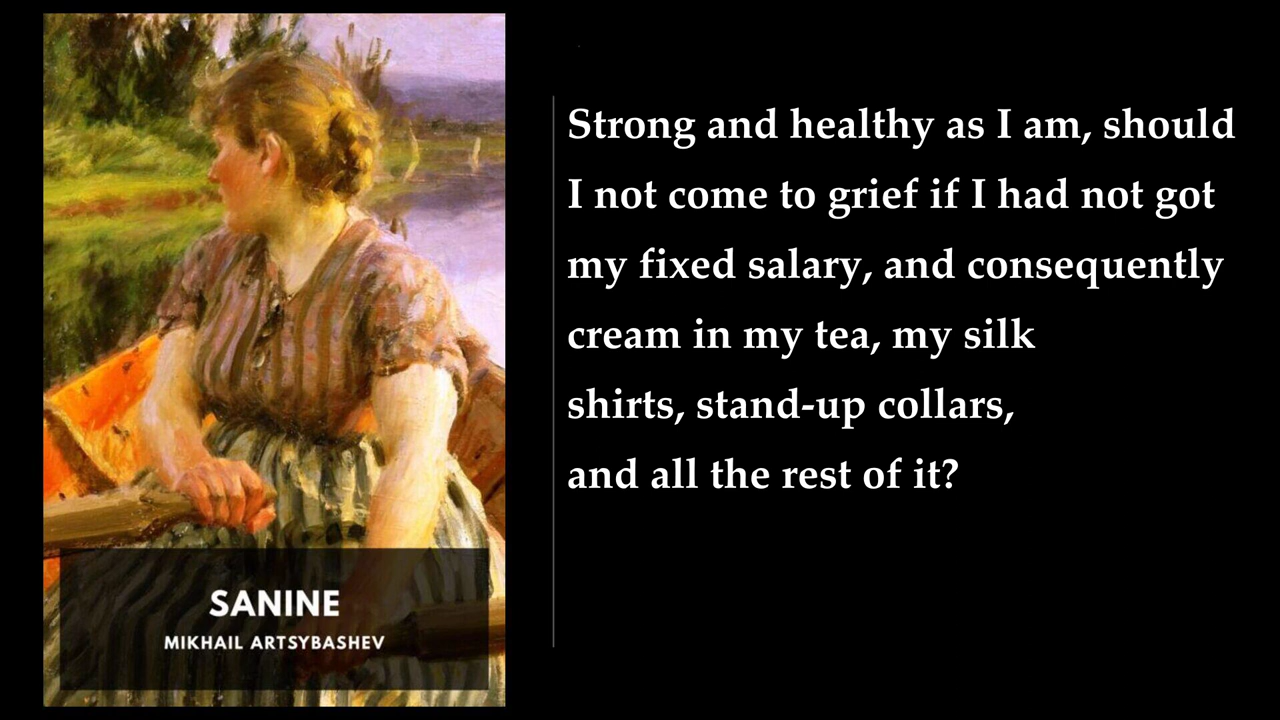 Strong and healthy as I am, should
I not come to grief if I had not got
my fixed salary, and consequently
cream in my tea, my silk
shirts, stand-up collars,
and all the rest of it?
SANINE
MIKHAIL ARTSYBASHEV